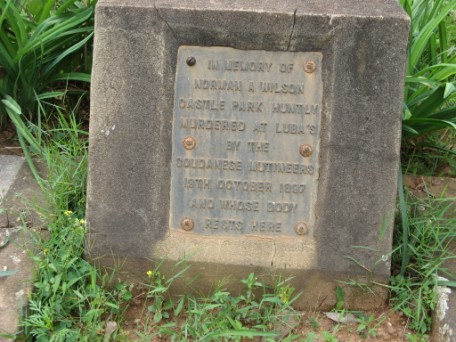 IN MEMORY OF
NORMAN A WILSON
CASTLE PARK HUNTLY
MURDERED AT LUBA'S
BY THE
SOUDANESE MUTINEERS
19TH OCTOBER 1897
AND WHOSE BODY
RESTS HERE